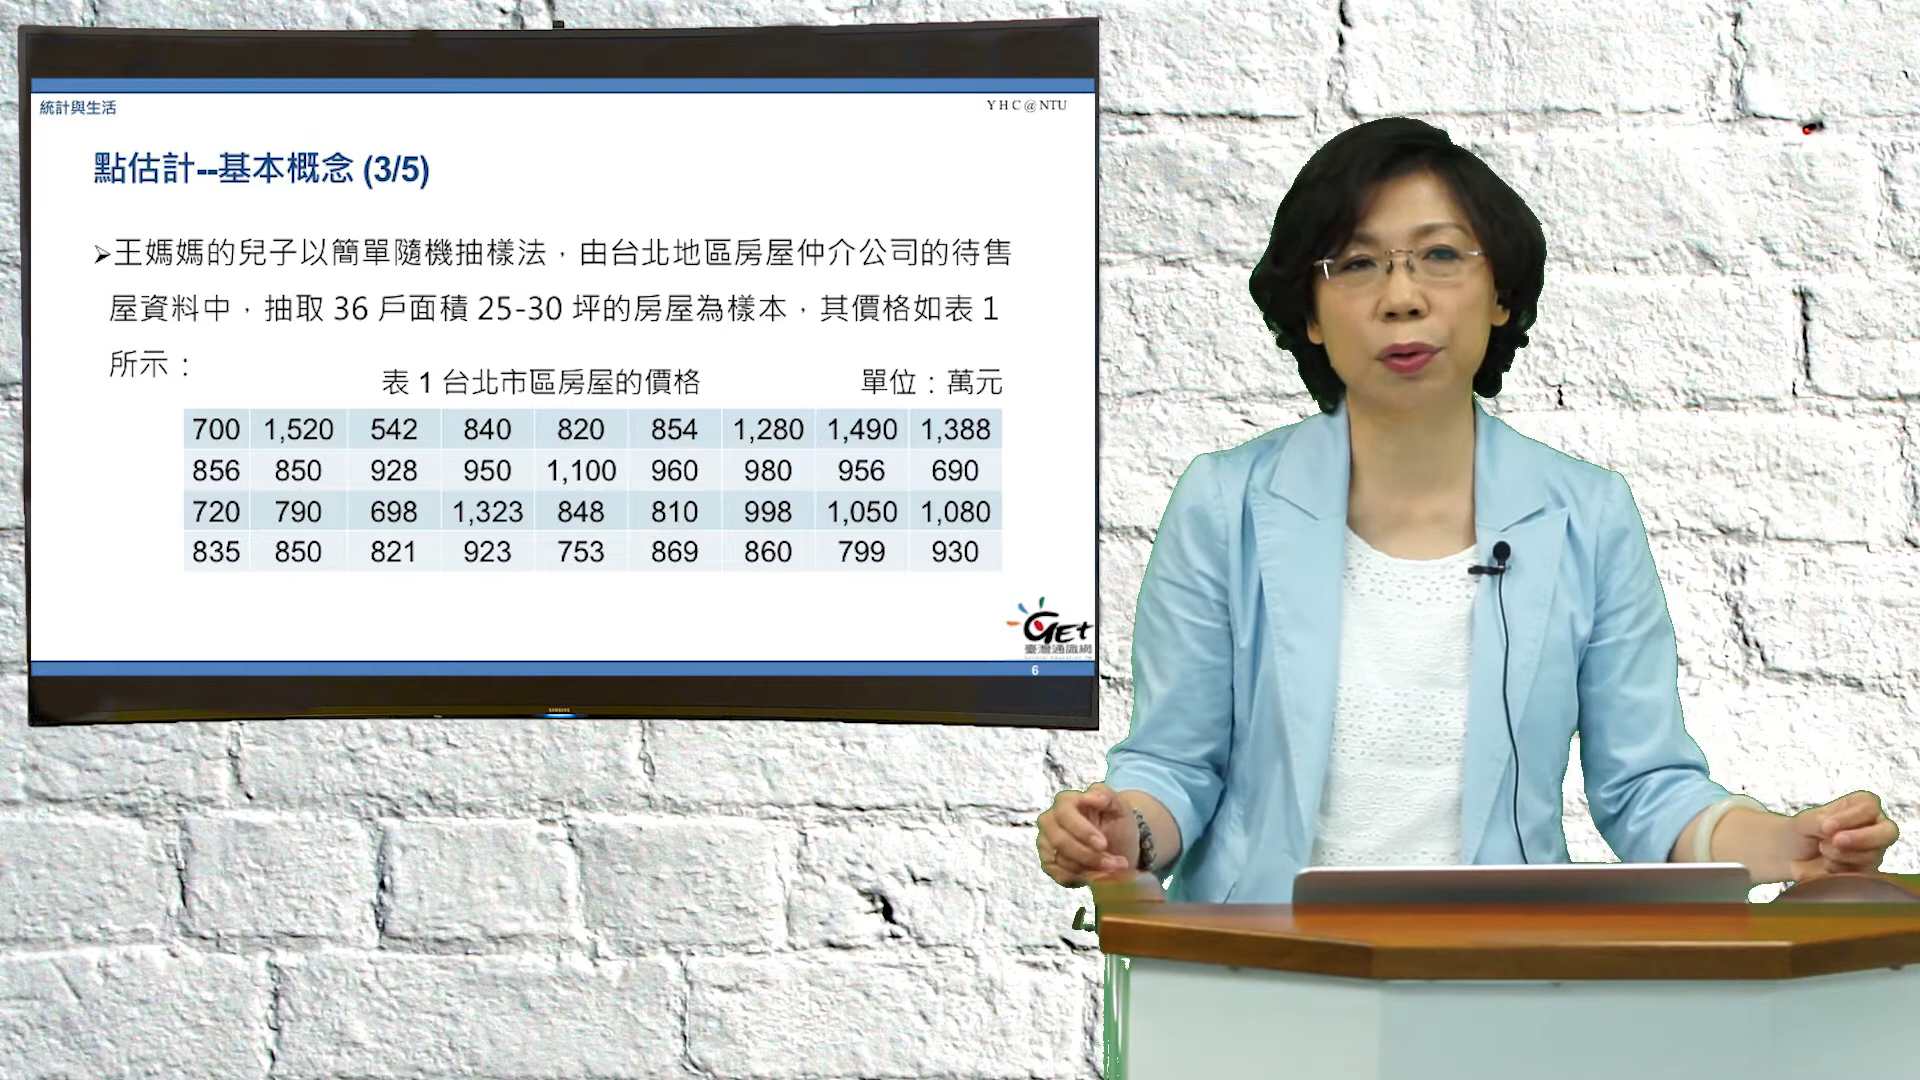 統計與生活
Y H C @ NTU
點估計--基本概念 (3/5)
➢王媽媽的兒子以簡單隨機抽樣法，由台北地區房屋仲介公司的待售
屋資料中，抽取 36 戶面積 25-30 坪的房屋為樣本，其價格如表 1
所示：
表 1 台北市區房屋的價格 單位：萬元
700 1,520 542 840 820 854 1,280 1,490 1,388
856 850 928 950 1,100 960 980 956 690
720 790 698 1,323 848 810 998 1,050 1,080
835 850 821 923 753 869 860 799 930
GEt
臺灣通識網
6
SAMSUNG